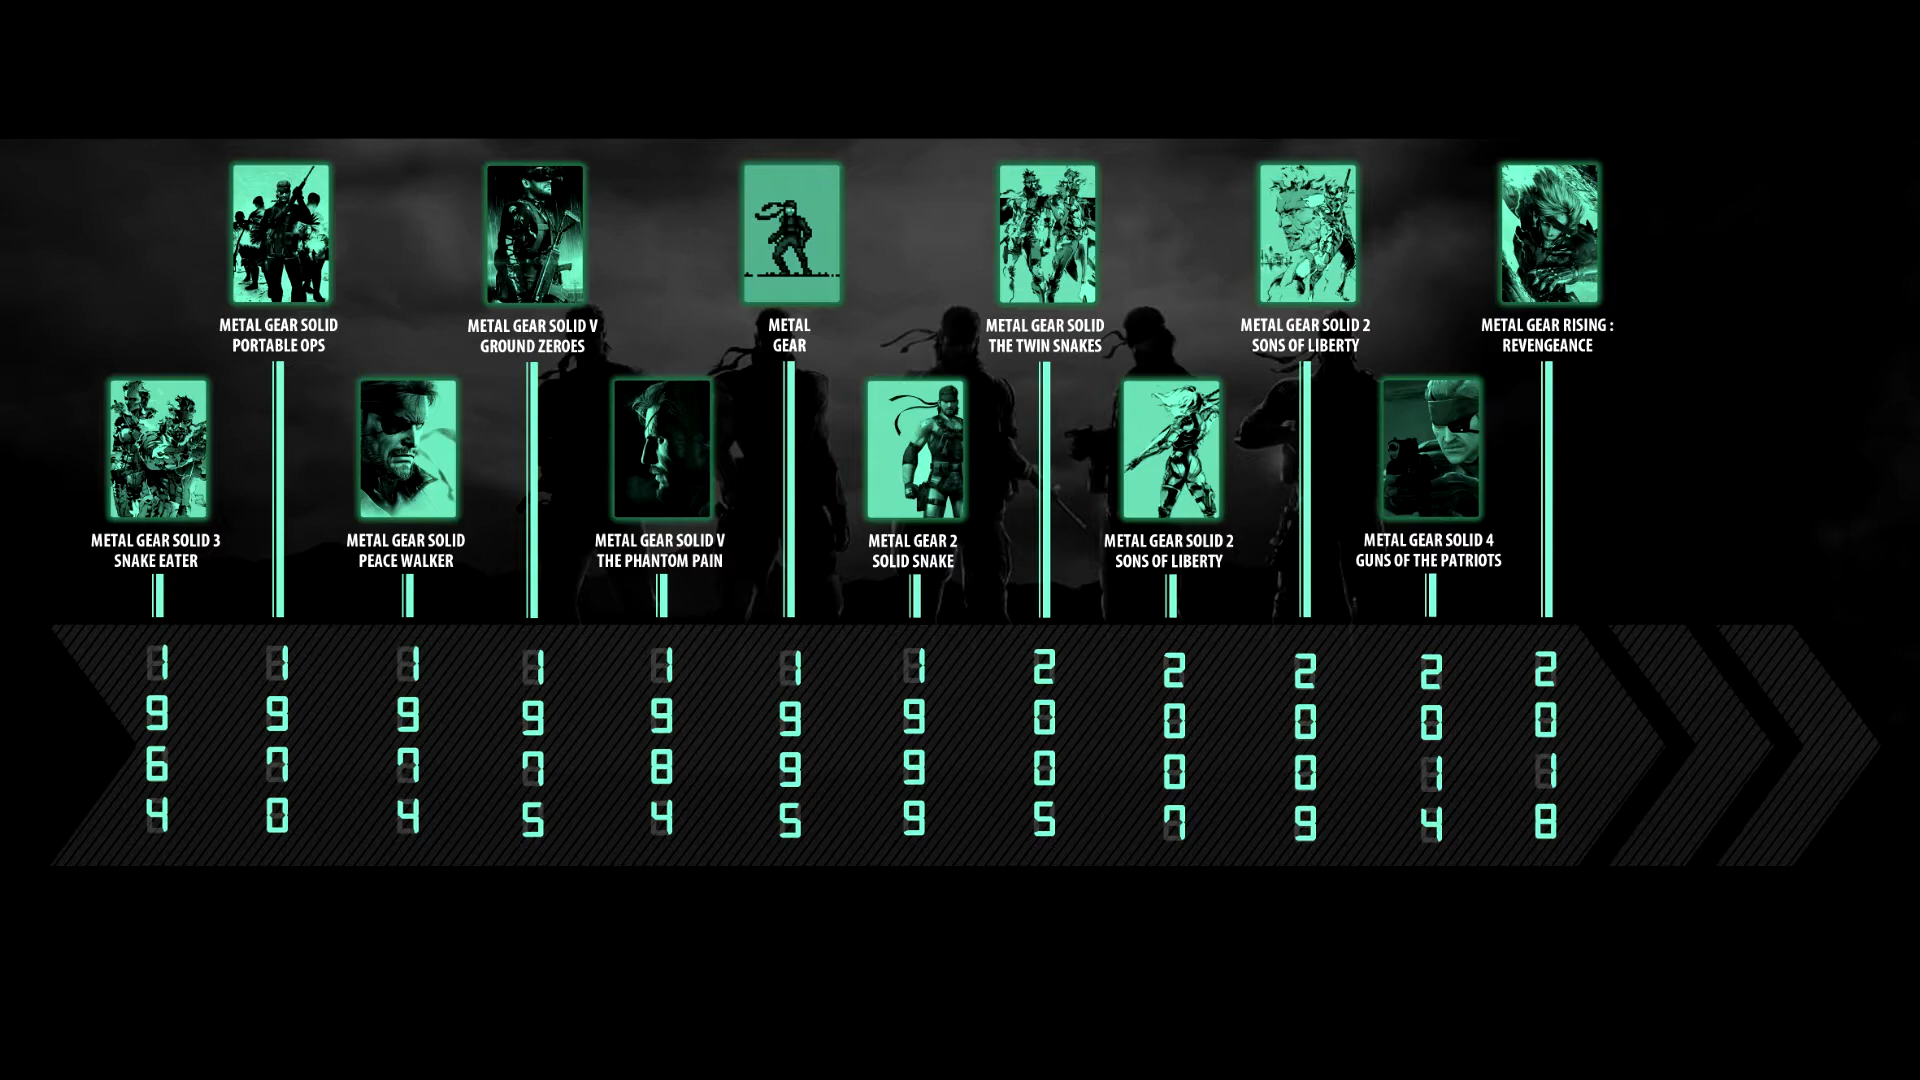 METAL GEAR SOLID
PORTABLE OPS
METAL GEAR SOLID V
GROUND ZEROES
METAL
GEAR
METAL GEAR SOLID
THE TWIN SNAKES
METAL GEAR SOLID 2
SONS OF LIBERTY
METAL GEAR RISING :
REVENGEANCE
METAL GEAR SOLID 3
SNAKE EATER
METAL GEAR SOLID
PEACE WALKER
METAL GEAR SOLID V
THE PHANTOM PAIN
METAL GEAR 2
SOLID SNAKE
METAL GEAR SOLID 2
SONS OF LIBERTY
METAL GEAR SOLID 4
GUNS OF THE PATRIOTS
1964
1970
1974
1975
1984
1995
1999
2005
2007
2009
2014
2018